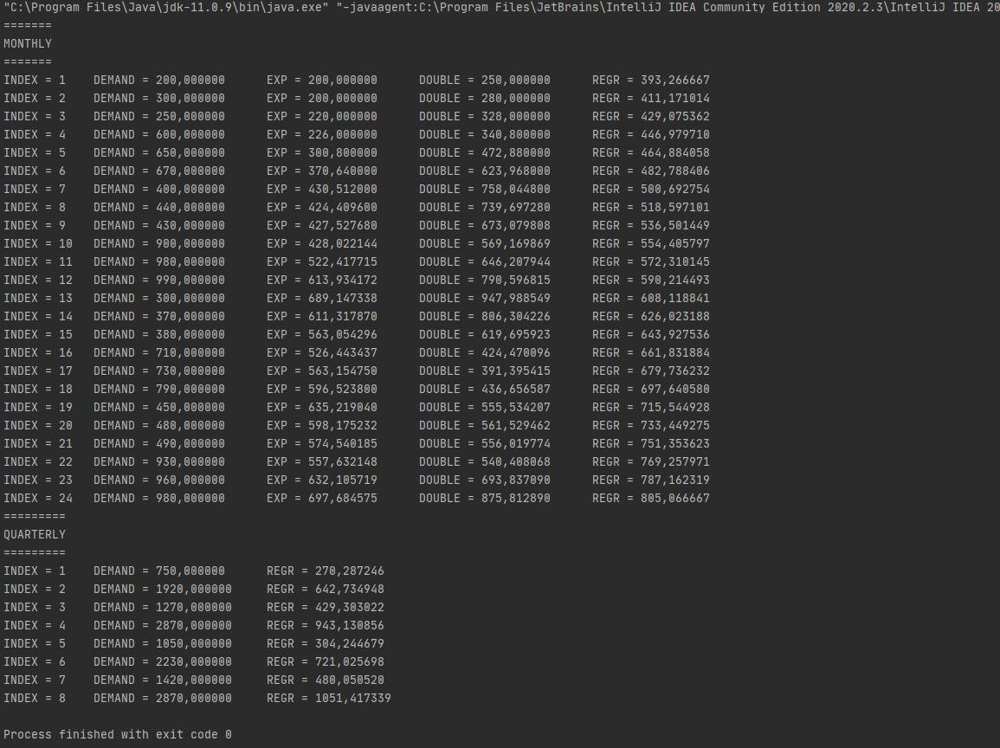 "C:\Program Files\Java\jdk-11.0.9\bin\java.exe" "-javaagent:C:\Program Files\JetBrains\IntelliJ IDEA Community Edition 2020.2.3\IntelliJ IDEA 20
=======
MONTHLY
=======
INDEX = 1    DEMAND = 200,000000      EXP = 200,000000      DOUBLE = 250,000000      REGR = 393,266667
INDEX = 2    DEMAND = 300,000000      EXP = 200,000000      DOUBLE = 280,000000      REGR = 411,171014
INDEX = 3    DEMAND = 250,000000      EXP = 220,000000      DOUBLE = 328,000000      REGR = 429,075362
INDEX = 4    DEMAND = 600,000000      EXP = 226,000000      DOUBLE = 340,800000      REGR = 446,979710
INDEX = 5    DEMAND = 650,000000      EXP = 300,800000      DOUBLE = 472,880000      REGR = 464,884058
INDEX = 6    DEMAND = 670,000000      EXP = 370,640000      DOUBLE = 623,968000      REGR = 482,788406
INDEX = 7    DEMAND = 400,000000      EXP = 430,512000      DOUBLE = 758,044800      REGR = 500,692754
INDEX = 8    DEMAND = 440,000000      EXP = 424,409600      DOUBLE = 739,697280      REGR = 518,597101
INDEX = 9    DEMAND = 430,000000      EXP = 427,527680      DOUBLE = 673,079808      REGR = 536,501449
INDEX = 10   DEMAND = 900,000000      EXP = 428,022144      DOUBLE = 569,169869      REGR = 554,405797
INDEX = 11   DEMAND = 980,000000      EXP = 522,417715      DOUBLE = 646,207944      REGR = 572,310145
INDEX = 12   DEMAND = 990,000000      EXP = 613,934172      DOUBLE = 790,596815      REGR = 590,214493
INDEX = 13   DEMAND = 300,000000      EXP = 689,147338      DOUBLE = 947,988549      REGR = 608,118841
INDEX = 14   DEMAND = 370,000000      EXP = 611,317870      DOUBLE = 806,304226      REGR = 626,023188
INDEX = 15   DEMAND = 380,000000      EXP = 563,054296      DOUBLE = 619,695923      REGR = 643,927536
INDEX = 16   DEMAND = 710,000000      EXP = 526,443437      DOUBLE = 424,470096      REGR = 661,831884
INDEX = 17   DEMAND = 730,000000      EXP = 563,154750      DOUBLE = 391,395415      REGR = 679,736232
INDEX = 18   DEMAND = 790,000000      EXP = 596,523800      DOUBLE = 436,656587      REGR = 697,640580
INDEX = 19   DEMAND = 450,000000      EXP = 635,219040      DOUBLE = 555,534207      REGR = 715,544928
INDEX = 20   DEMAND = 480,000000      EXP = 598,175232      DOUBLE = 561,529462      REGR = 733,449275
INDEX = 21   DEMAND = 490,000000      EXP = 574,540185      DOUBLE = 556,019774      REGR = 751,353623
INDEX = 22   DEMAND = 930,000000      EXP = 557,632148      DOUBLE = 540,408068      REGR = 769,257971
INDEX = 23   DEMAND = 960,000000      EXP = 632,105719      DOUBLE = 693,837090      REGR = 787,162319
INDEX = 24   DEMAND = 980,000000      EXP = 697,684575      DOUBLE = 875,812890      REGR = 805,066667
=========
QUARTERLY
=========
INDEX = 1    DEMAND = 750,000000      REGR = 270,287246
INDEX = 2    DEMAND = 1920,000000     REGR = 642,734948
INDEX = 3    DEMAND = 1270,000000     REGR = 429,303022
INDEX = 4    DEMAND = 2870,000000     REGR = 943,130856
INDEX = 5    DEMAND = 1050,000000     REGR = 304,244679
INDEX = 6    DEMAND = 2230,000000     REGR = 721,025698
INDEX = 7    DEMAND = 1420,000000     REGR = 480,050520
INDEX = 8    DEMAND = 2870,000000     REGR = 1051,417339
Process finished with exit code 0